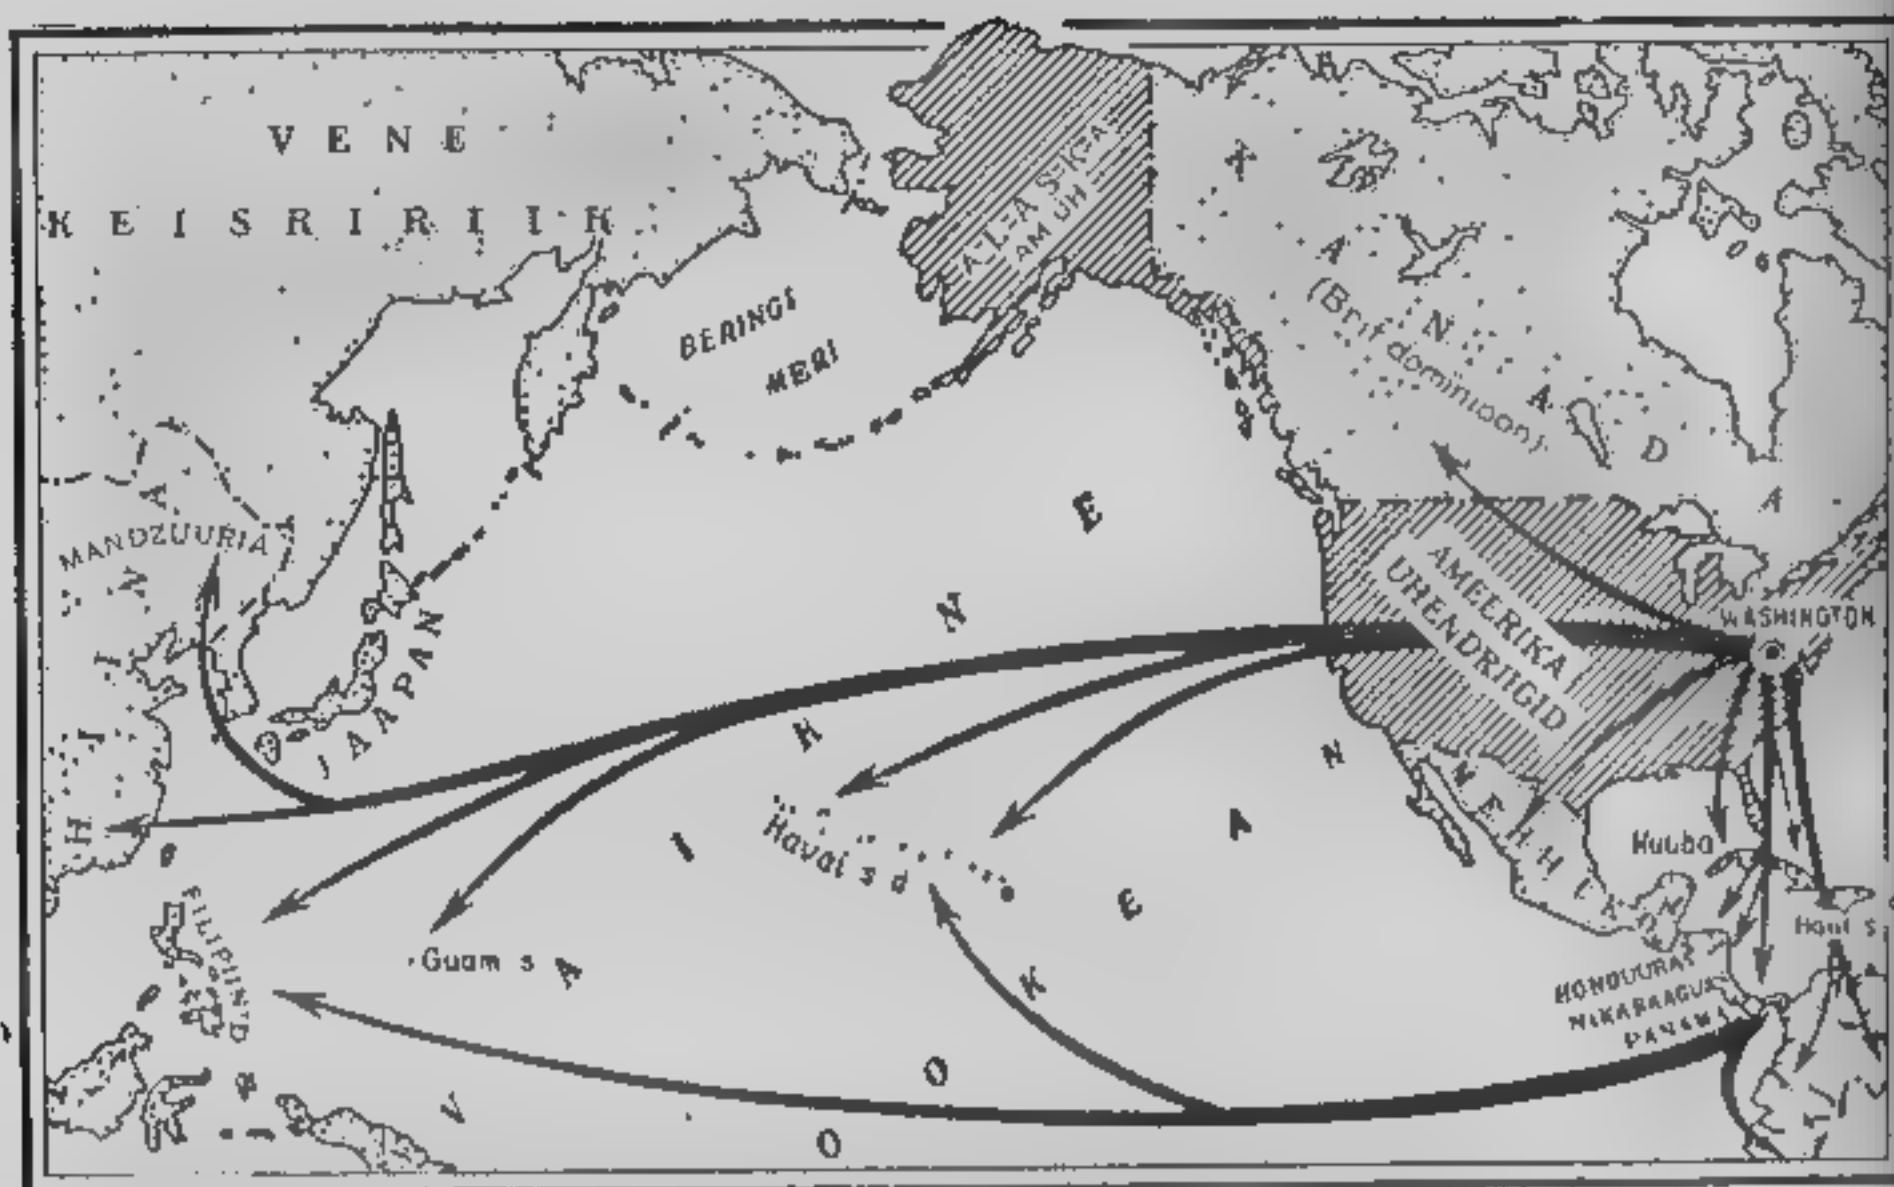 VENE
KEISRIRIIK
ALASKA
AM ÜH
BERINGI
MERI
KANADA
(Brit dominioon)
MANDZUURIA
HIINA
JAAPAN
AMEERIKA
ÜHENDRIIGID
WASHINGTON
VAIKNE
OOKEAN
Havai s d
Guam s
FILIPIINID
MEHHIKO
Kuuba
Haiti s
HONDUURAS
NIKARAAGUA
PANAMA